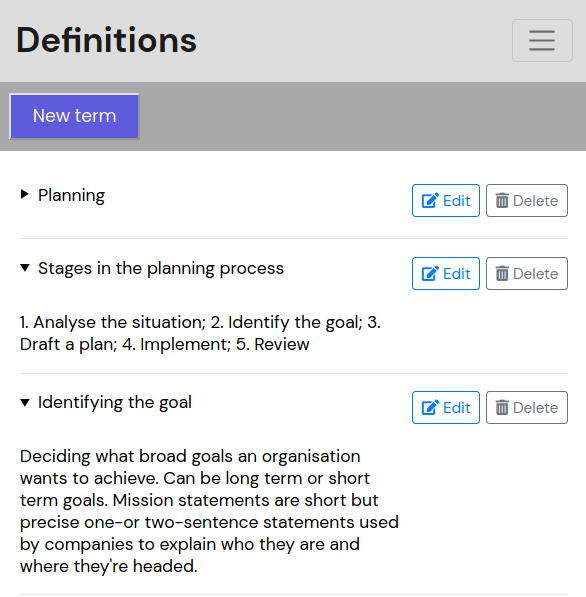 Definitions
New term
Planning
Edit
Delete
Stages in the planning process
Edit
Delete
1. Analyse the situation; 2. Identify the goal; 3.
Draft a plan; 4. Implement; 5. Review
Identifying the goal
Edit
Delete
Deciding what broad goals an organisation
wants to achieve. Can be long term or short
term goals. Mission statements are short but
precise one-or two-sentence statements used
by companies to explain who they are and
where they're headed.